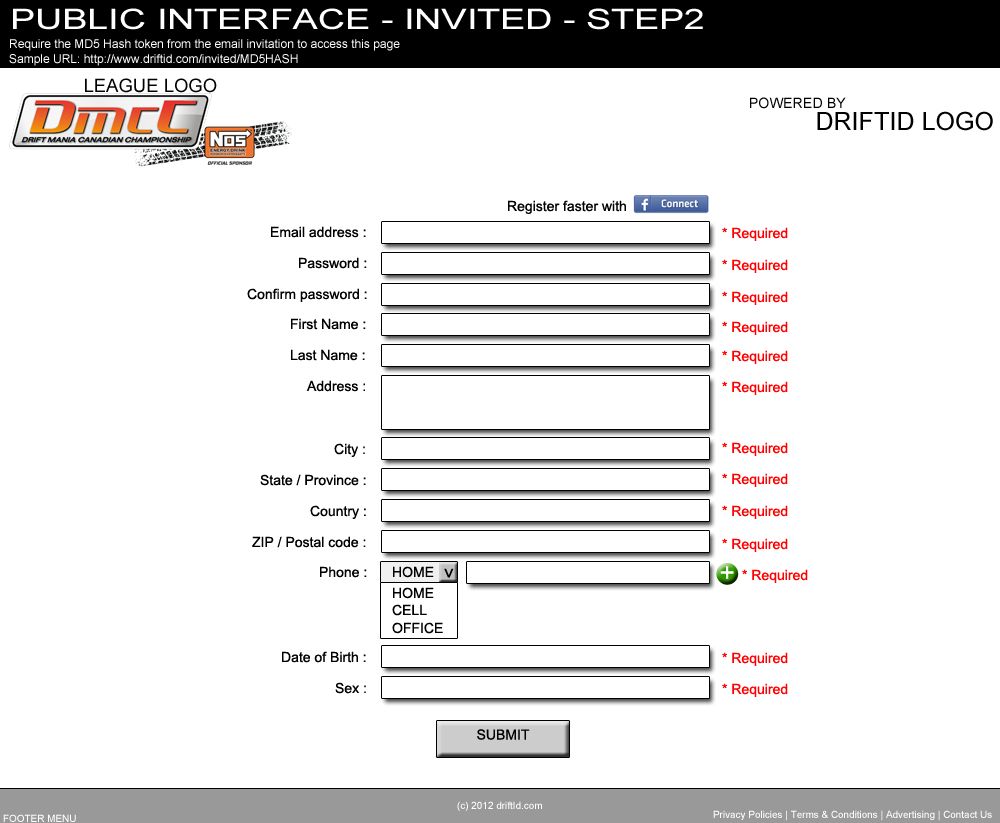 PUBLIC INTERFACE - INVITED - STEP2
Require the MD5 Hash token from the email invitation to access this page
Sample URL: http://www.driftid.com/invited/MD5HASH
LEAGUE LOGO
DMCC
DRIFT MANIA CANADIAN CHAMPIONSHIP
NOS
ENERGY DRINK
OFFICIAL SPONSOR
POWERED BY
DRIFTID LOGO
Register faster with f Connect
Email address : * Required
Password : * Required
Confirm password : * Required
First Name : * Required
Last Name : * Required
Address : * Required
City : * Required
State / Province : * Required
Country : * Required
ZIP / Postal code : * Required
Phone : HOME V * Required
HOME
CELL
OFFICE
Date of Birth : * Required
Sex : * Required
SUBMIT
(c) 2012 driftId.com
FOOTER MENU
Privacy Policies | Terms & Conditions | Advertising | Contact Us